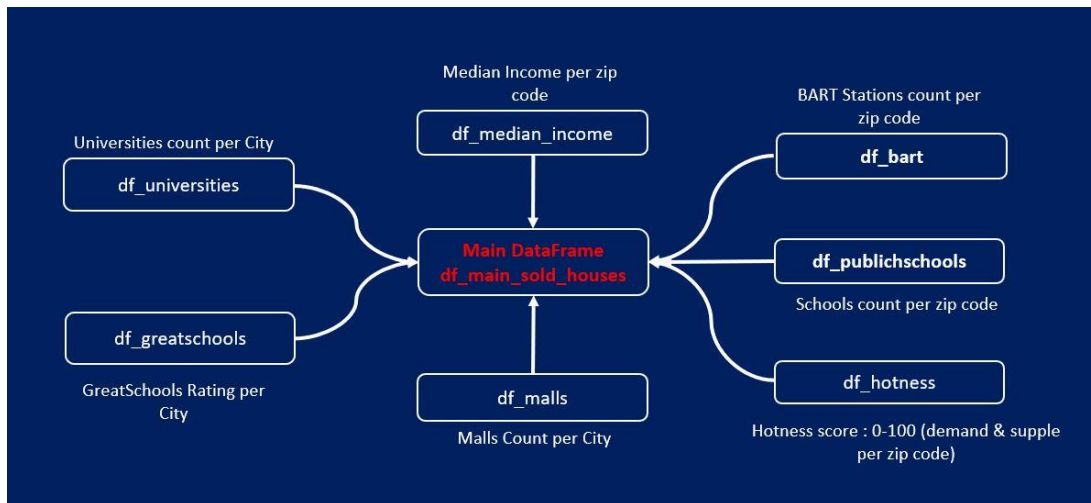 Median Income per zip
code
df_median_income
BART Stations count per
zip code
df_bart
Universities count per City
df_universities
Main DataFrame
df_main_sold_houses
df_publichschools
Schools count per zip code
df_greatschools
GreatSchools Rating per
City
df_malls
Malls Count per City
df_hotness
Hotness score : 0-100 (demand & supple
per zip code)